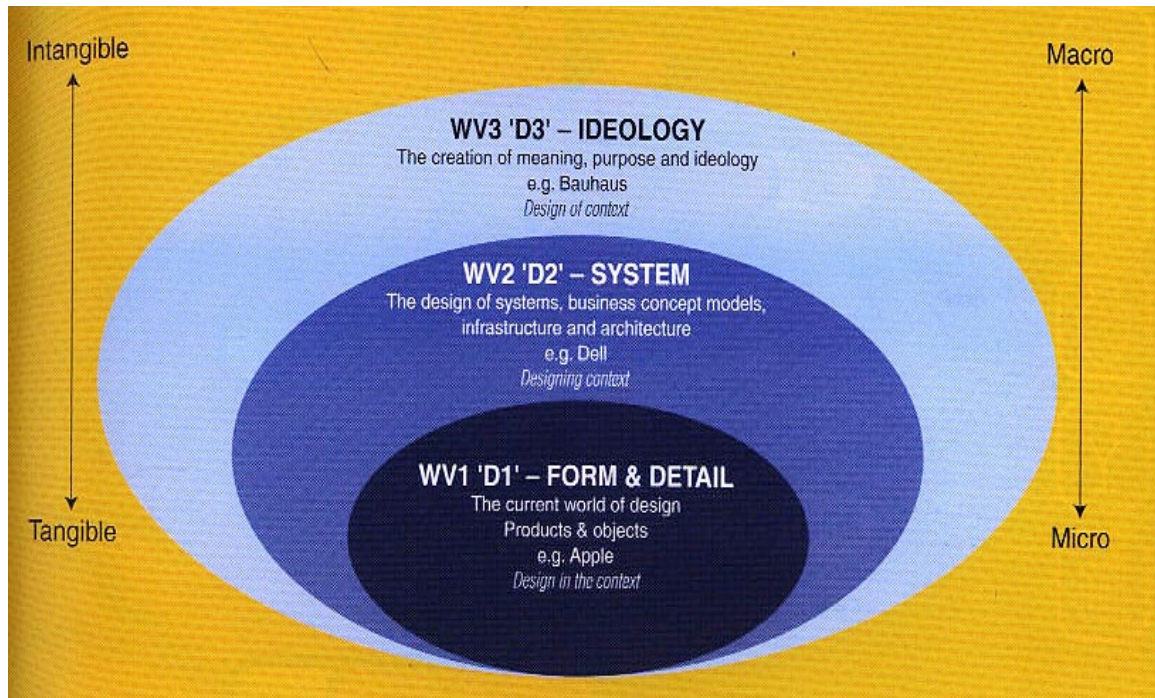 Intangible
Macro
WV3 'D3' – IDEOLOGY
The creation of meaning, purpose and ideology
e.g. Bauhaus
Design of context
WV2 'D2' – SYSTEM
The design of systems, business concept models,
infrastructure and architecture
e.g. Dell
Designing context
WV1 'D1' – FORM & DETAIL
The current world of design
Products & objects
e.g. Apple
Design in the context
Tangible
Micro